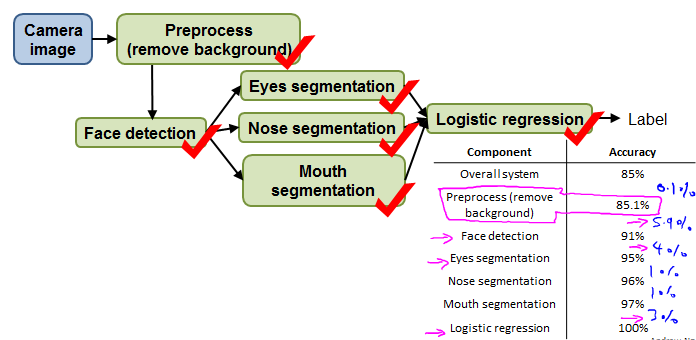 Camera
image
Preprocess
(remove background)
Face detection
Eyes segmentation
Nose segmentation
Mouth
segmentation
Logistic regression
Label
Component Accuracy
Overall system 85%
0.1%
Preprocess (remove
background) 85.1%
5.9%
Face detection 91%
4%
Eyes segmentation 95%
1%
Nose segmentation 96%
1%
Mouth segmentation 97%
3%
Logistic regression 100%